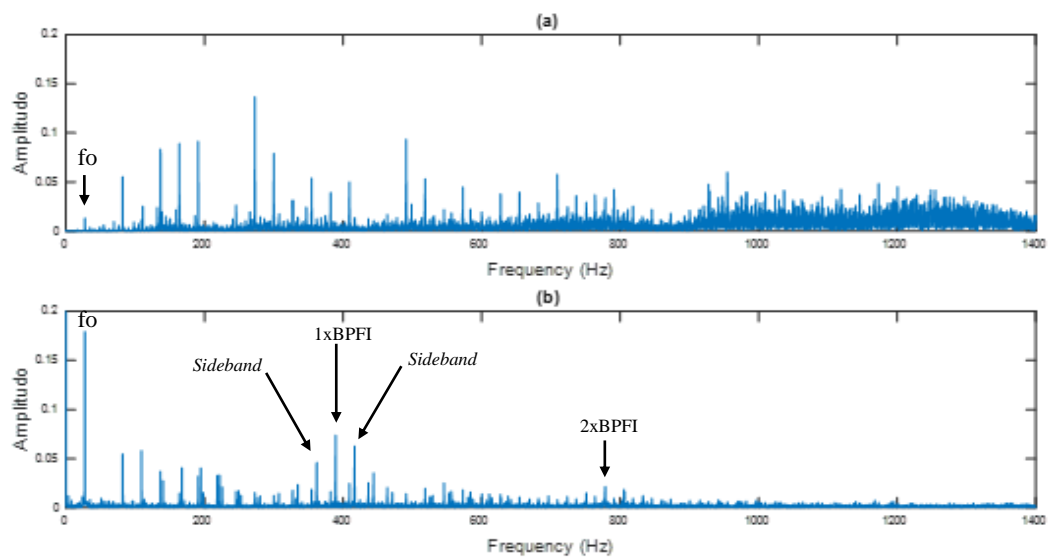 (a)
0.2
0.15
0.1
0.05
0
Amplitudo
fo
0 200 400 600 800 1000 1200 1400
Frequency (Hz)
(b)
0.2
0.15
0.1
0.05
0
Amplitudo
fo
1xBPFI
Sideband
Sideband
2xBPFI
0 200 400 600 800 1000 1200 1400
Frequency (Hz)